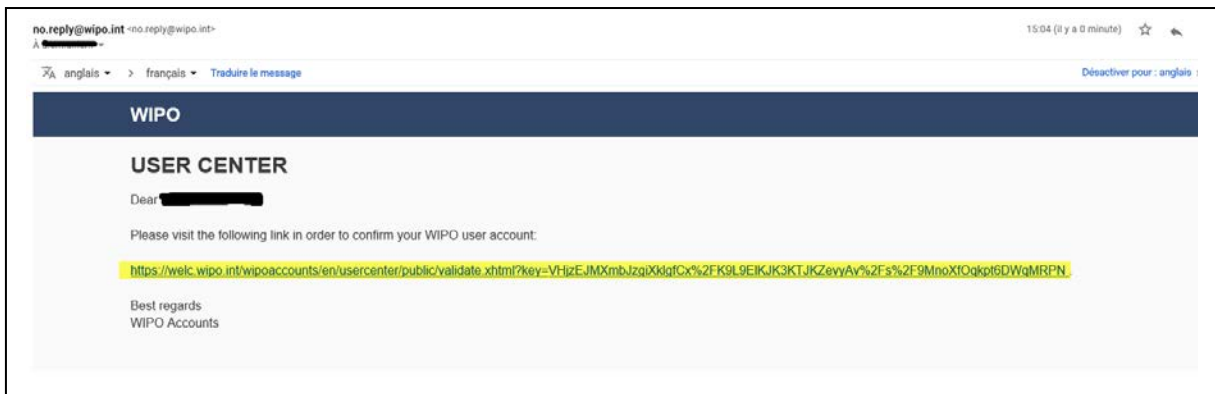 no.reply@wipo.int <no.reply@wipo.int>
15:04 (il y a 0 minute)
À
anglais > français Traduire le message
Désactiver pour : anglais
WIPO
USER CENTER
Dear
Please visit the following link in order to confirm your WIPO user account:
https://welc.wipo.int/wipoaccounts/en/usercenter/public/validate.xhtml?key=VHjzEJMXmbJzgiXklgfCx%2FK9L9ElKJK3KTJKZevyAv%2Fs%2F9MnoXfOqkpt6DWqMRPN_.
Best regards
WIPO Accounts